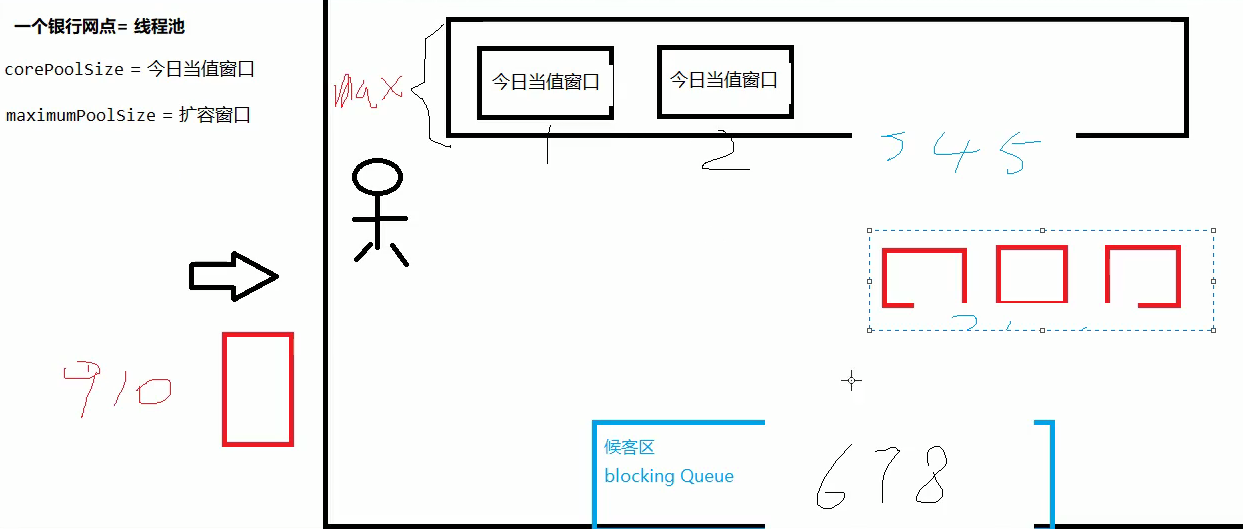 一个银行网点= 线程池
corePoolSize = 今日当值窗口
maximumPoolSize = 扩容窗口
max
今日当值窗口
今日当值窗口
1
2
3 4 5
9 10
候客区
blocking Queue
6 7 8